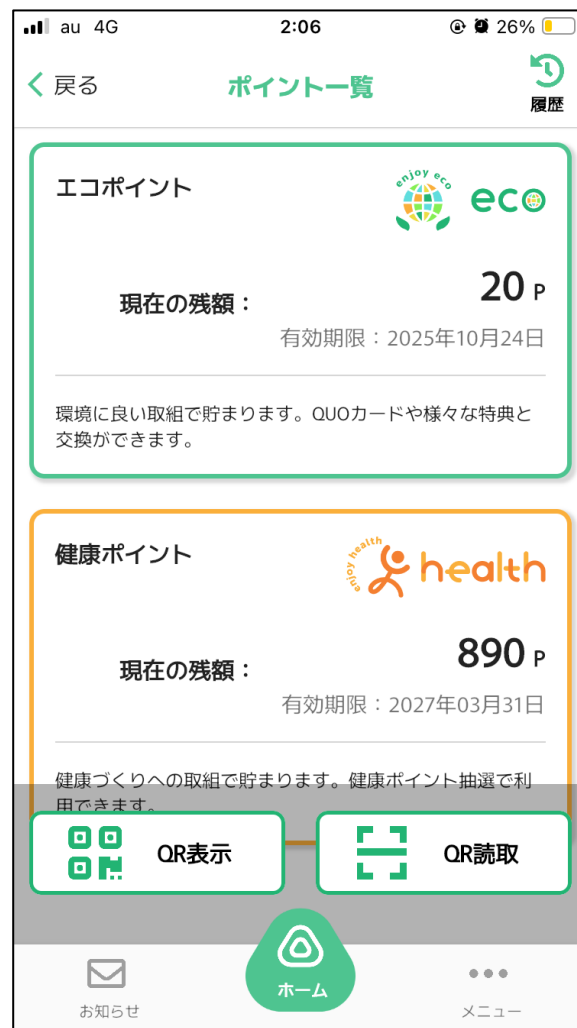 au 4G 2:06 26%
戻る ポイント一覧 履歴
エコポイント
enjoy eco
eco
現在の残額： 20 P
有効期限：2025年10月24日
環境に良い取組で貯まります。QUOカードや様々な特典と
交換ができます。
健康ポイント
enjoy health
health
現在の残額： 890 P
有効期限：2027年03月31日
健康づくりへの取組で貯まります。健康ポイント抽選で利
用できます。
QR表示 QR読取
お知らせ ホーム メニュー